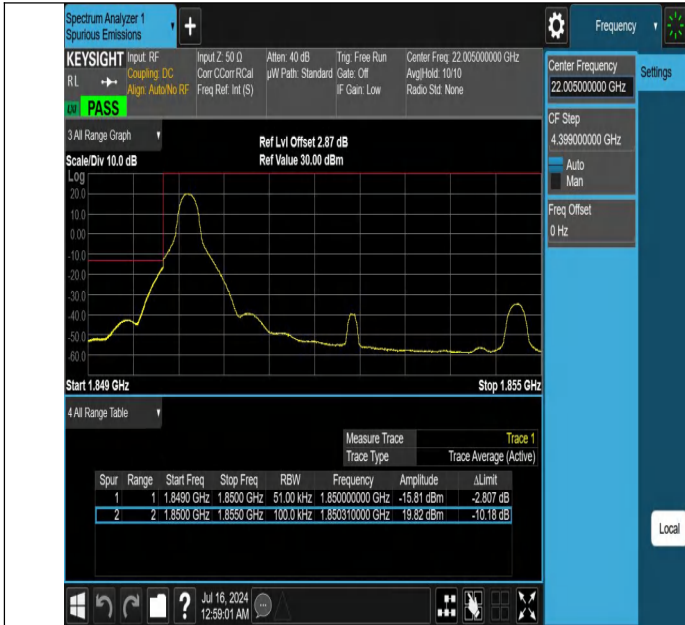 Spectrum Analyzer 1
Spurious Emissions
Frequency
KEYSIGHT Input: RF Input Z: 50 Ω Atten: 40 dB Trig: Free Run Center Freq: 22.005000000 GHz
RL Coupling: DC Corr CCorr RCal µW Path: Standard Gate: Off Avg|Hold: 10/10
Align: Auto/No RF Freq Ref: Int (S) IF Gain: Low Radio Std: None
PASS
Center Frequency
22.005000000 GHz
Settings
CF Step
4.399000000 GHz
Auto
Man
Freq Offset
0 Hz
3 All Range Graph
Ref Lvl Offset 2.87 dB
Scale/Div 10.0 dB Ref Value 30.00 dBm
Log
20.0
10.0
0.00
-10.0
-20.0
-30.0
-40.0
-50.0
-60.0
Start 1.849 GHz Stop 1.855 GHz
4 All Range Table
Measure Trace Trace 1
Trace Type Trace Average (Active)
Spur Range Start Freq Stop Freq RBW Frequency Amplitude ΔLimit
1 1 1.8490 GHz 1.8500 GHz 51.00 kHz 1.850000000 GHz -15.81 dBm -2.807 dB
2 2 1.8500 GHz 1.8550 GHz 100.0 kHz 1.850310000 GHz 19.82 dBm -10.18 dB
Local
Jul 16, 2024
12:59:01 AM